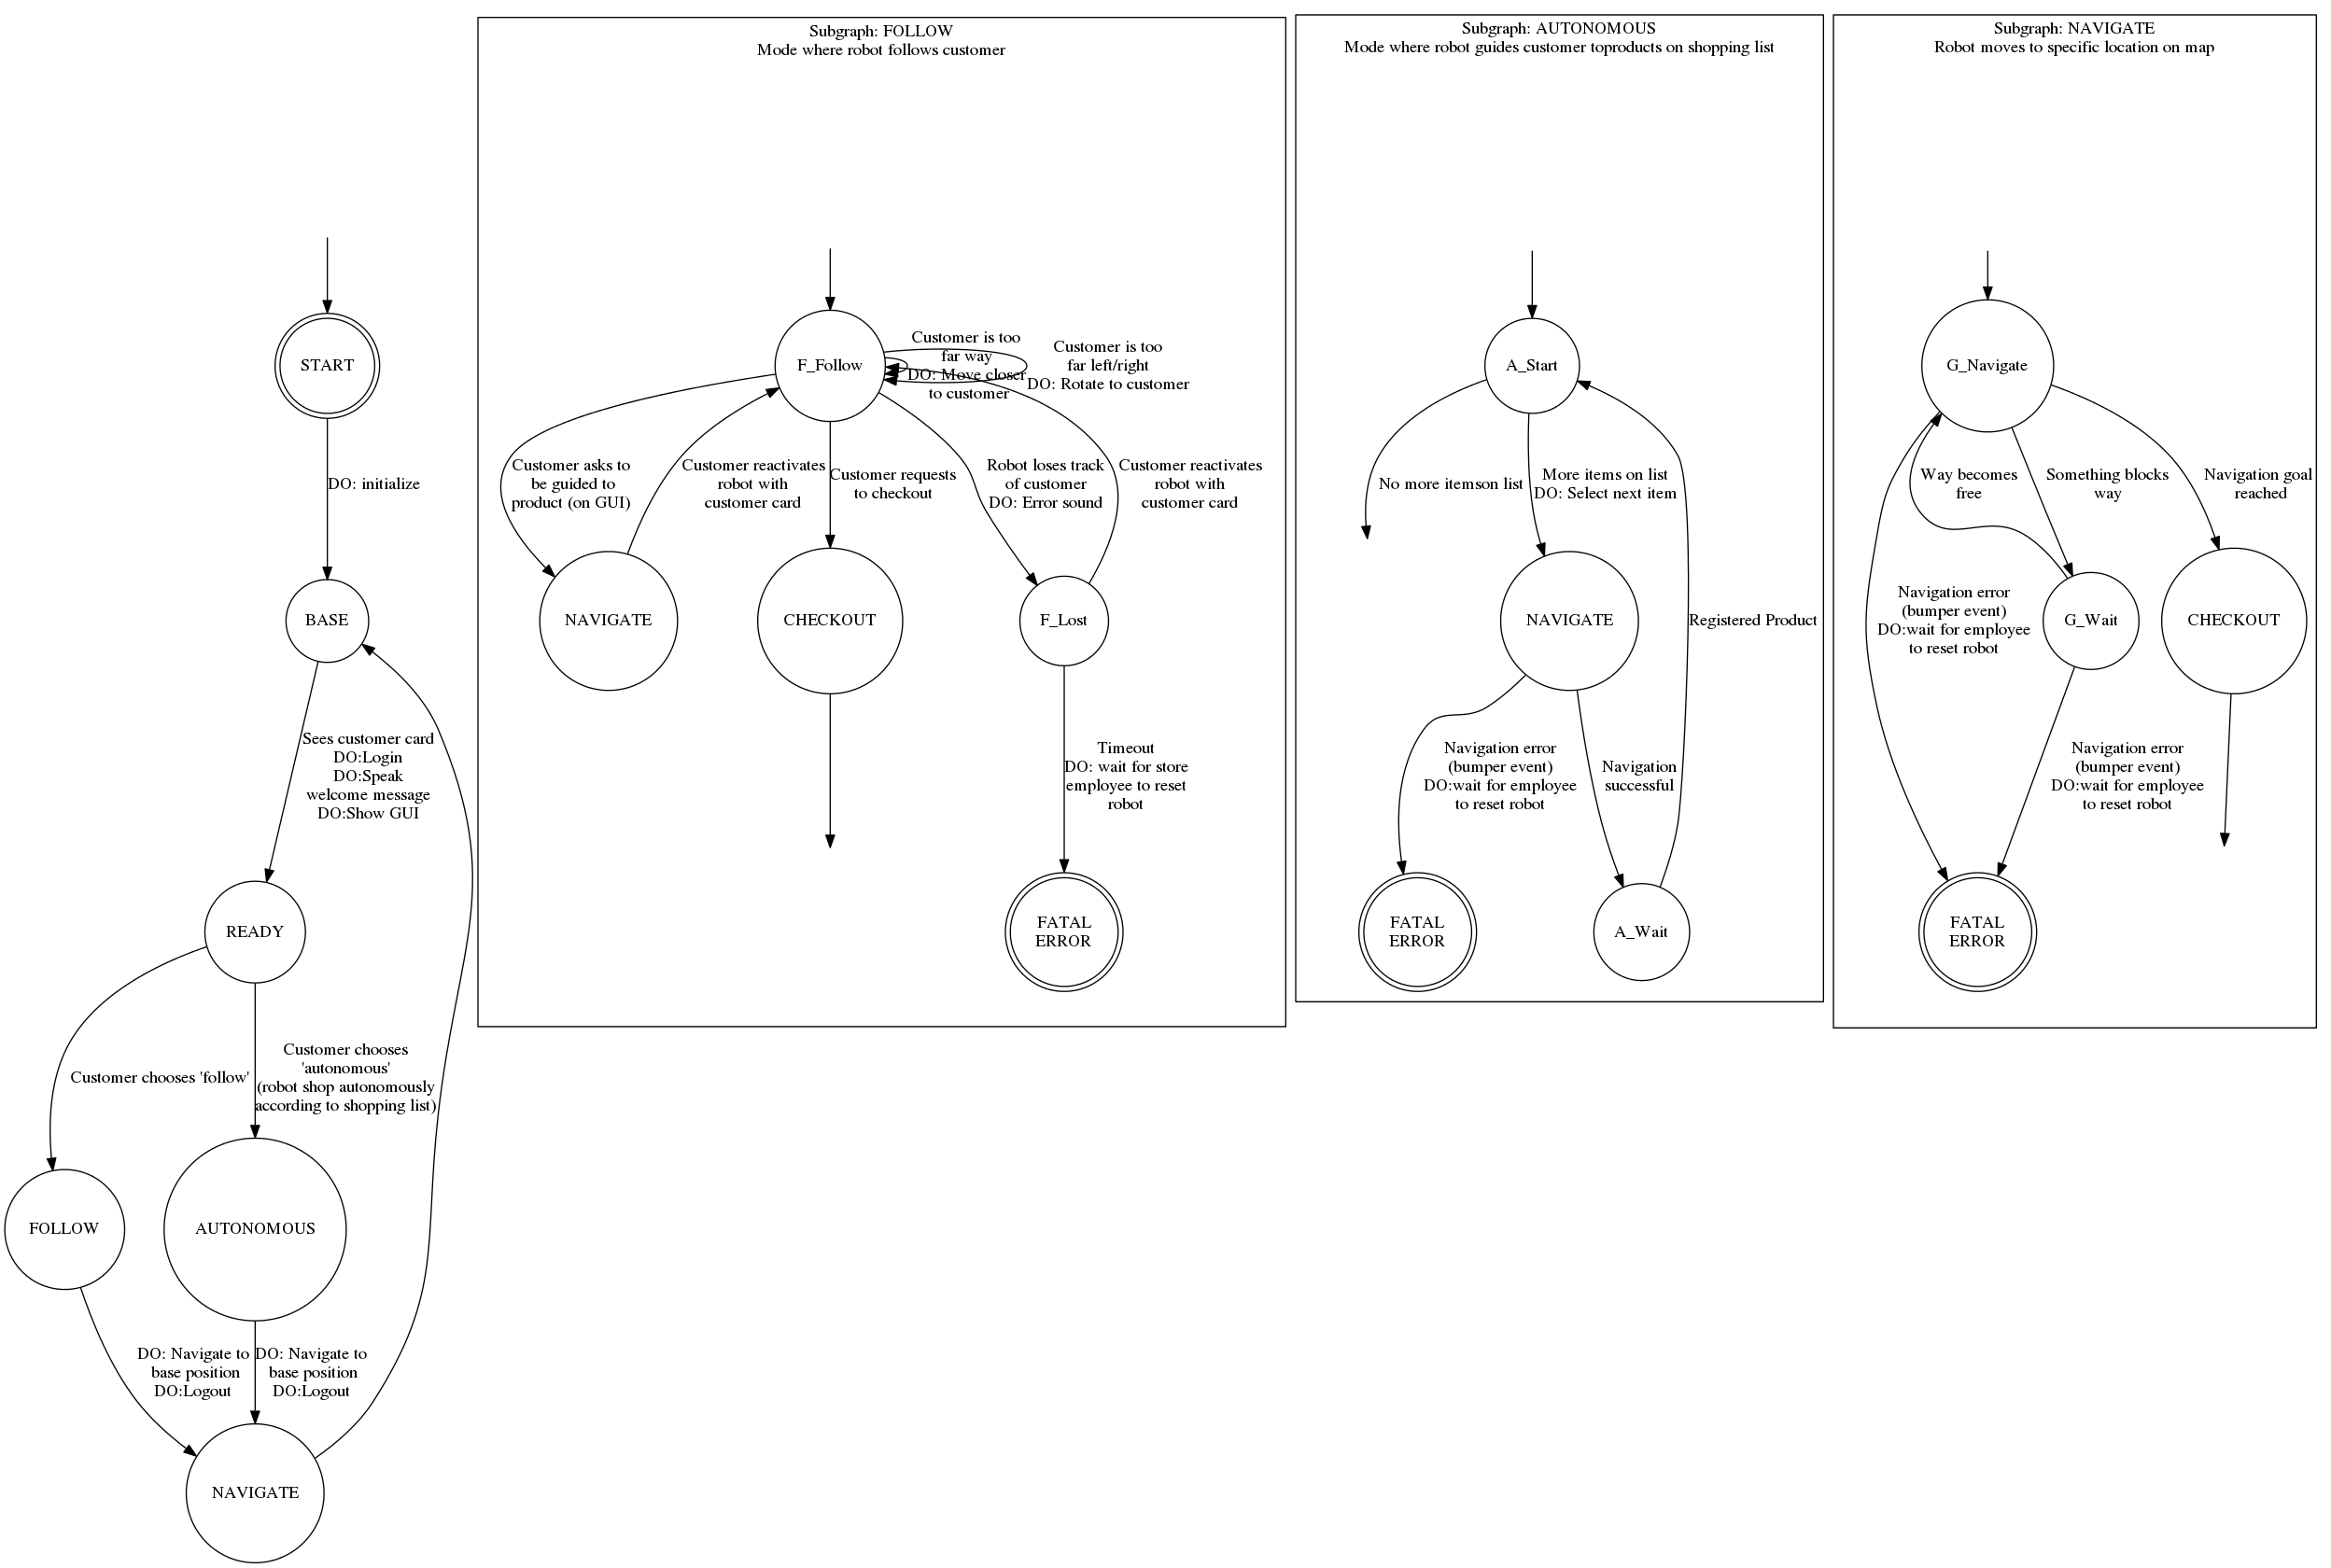 START
DO: initialize
BASE
Sees customer card
DO:Login
DO:Speak
welcome message
DO:Show GUI
READY
Customer chooses 'follow'
Customer chooses
'autonomous'
(robot shop autonomously
according to shopping list)
FOLLOW
AUTONOMOUS
DO: Navigate to
base position
DO:Logout
DO: Navigate to
base position
DO:Logout
NAVIGATE
Subgraph: FOLLOW
Mode where robot follows customer
F_Follow
Customer is too
far way
DO: Move closer
to customer
Customer is too
far left/right
DO: Rotate to customer
Customer asks to
be guided to
product (on GUI)
Customer reactivates
robot with
customer card
Customer requests
to checkout
Robot loses track
of customer
DO: Error sound
Customer reactivates
robot with
customer card
NAVIGATE
CHECKOUT
F_Lost
Timeout
DO: wait for store
employee to reset
robot
FATAL
ERROR
Subgraph: AUTONOMOUS
Mode where robot guides customer toproducts on shopping list
A_Start
No more itemson list
More items on list
DO: Select next item
NAVIGATE
Registered Product
Navigation error
(bumper event)
DO:wait for employee
to reset robot
Navigation
successful
FATAL
ERROR
A_Wait
Subgraph: NAVIGATE
Robot moves to specific location on map
G_Navigate
Way becomes
free
Something blocks
way
Navigation goal
reached
Navigation error
(bumper event)
DO:wait for employee
to reset robot
G_Wait
CHECKOUT
Navigation error
(bumper event)
DO:wait for employee
to reset robot
FATAL
ERROR